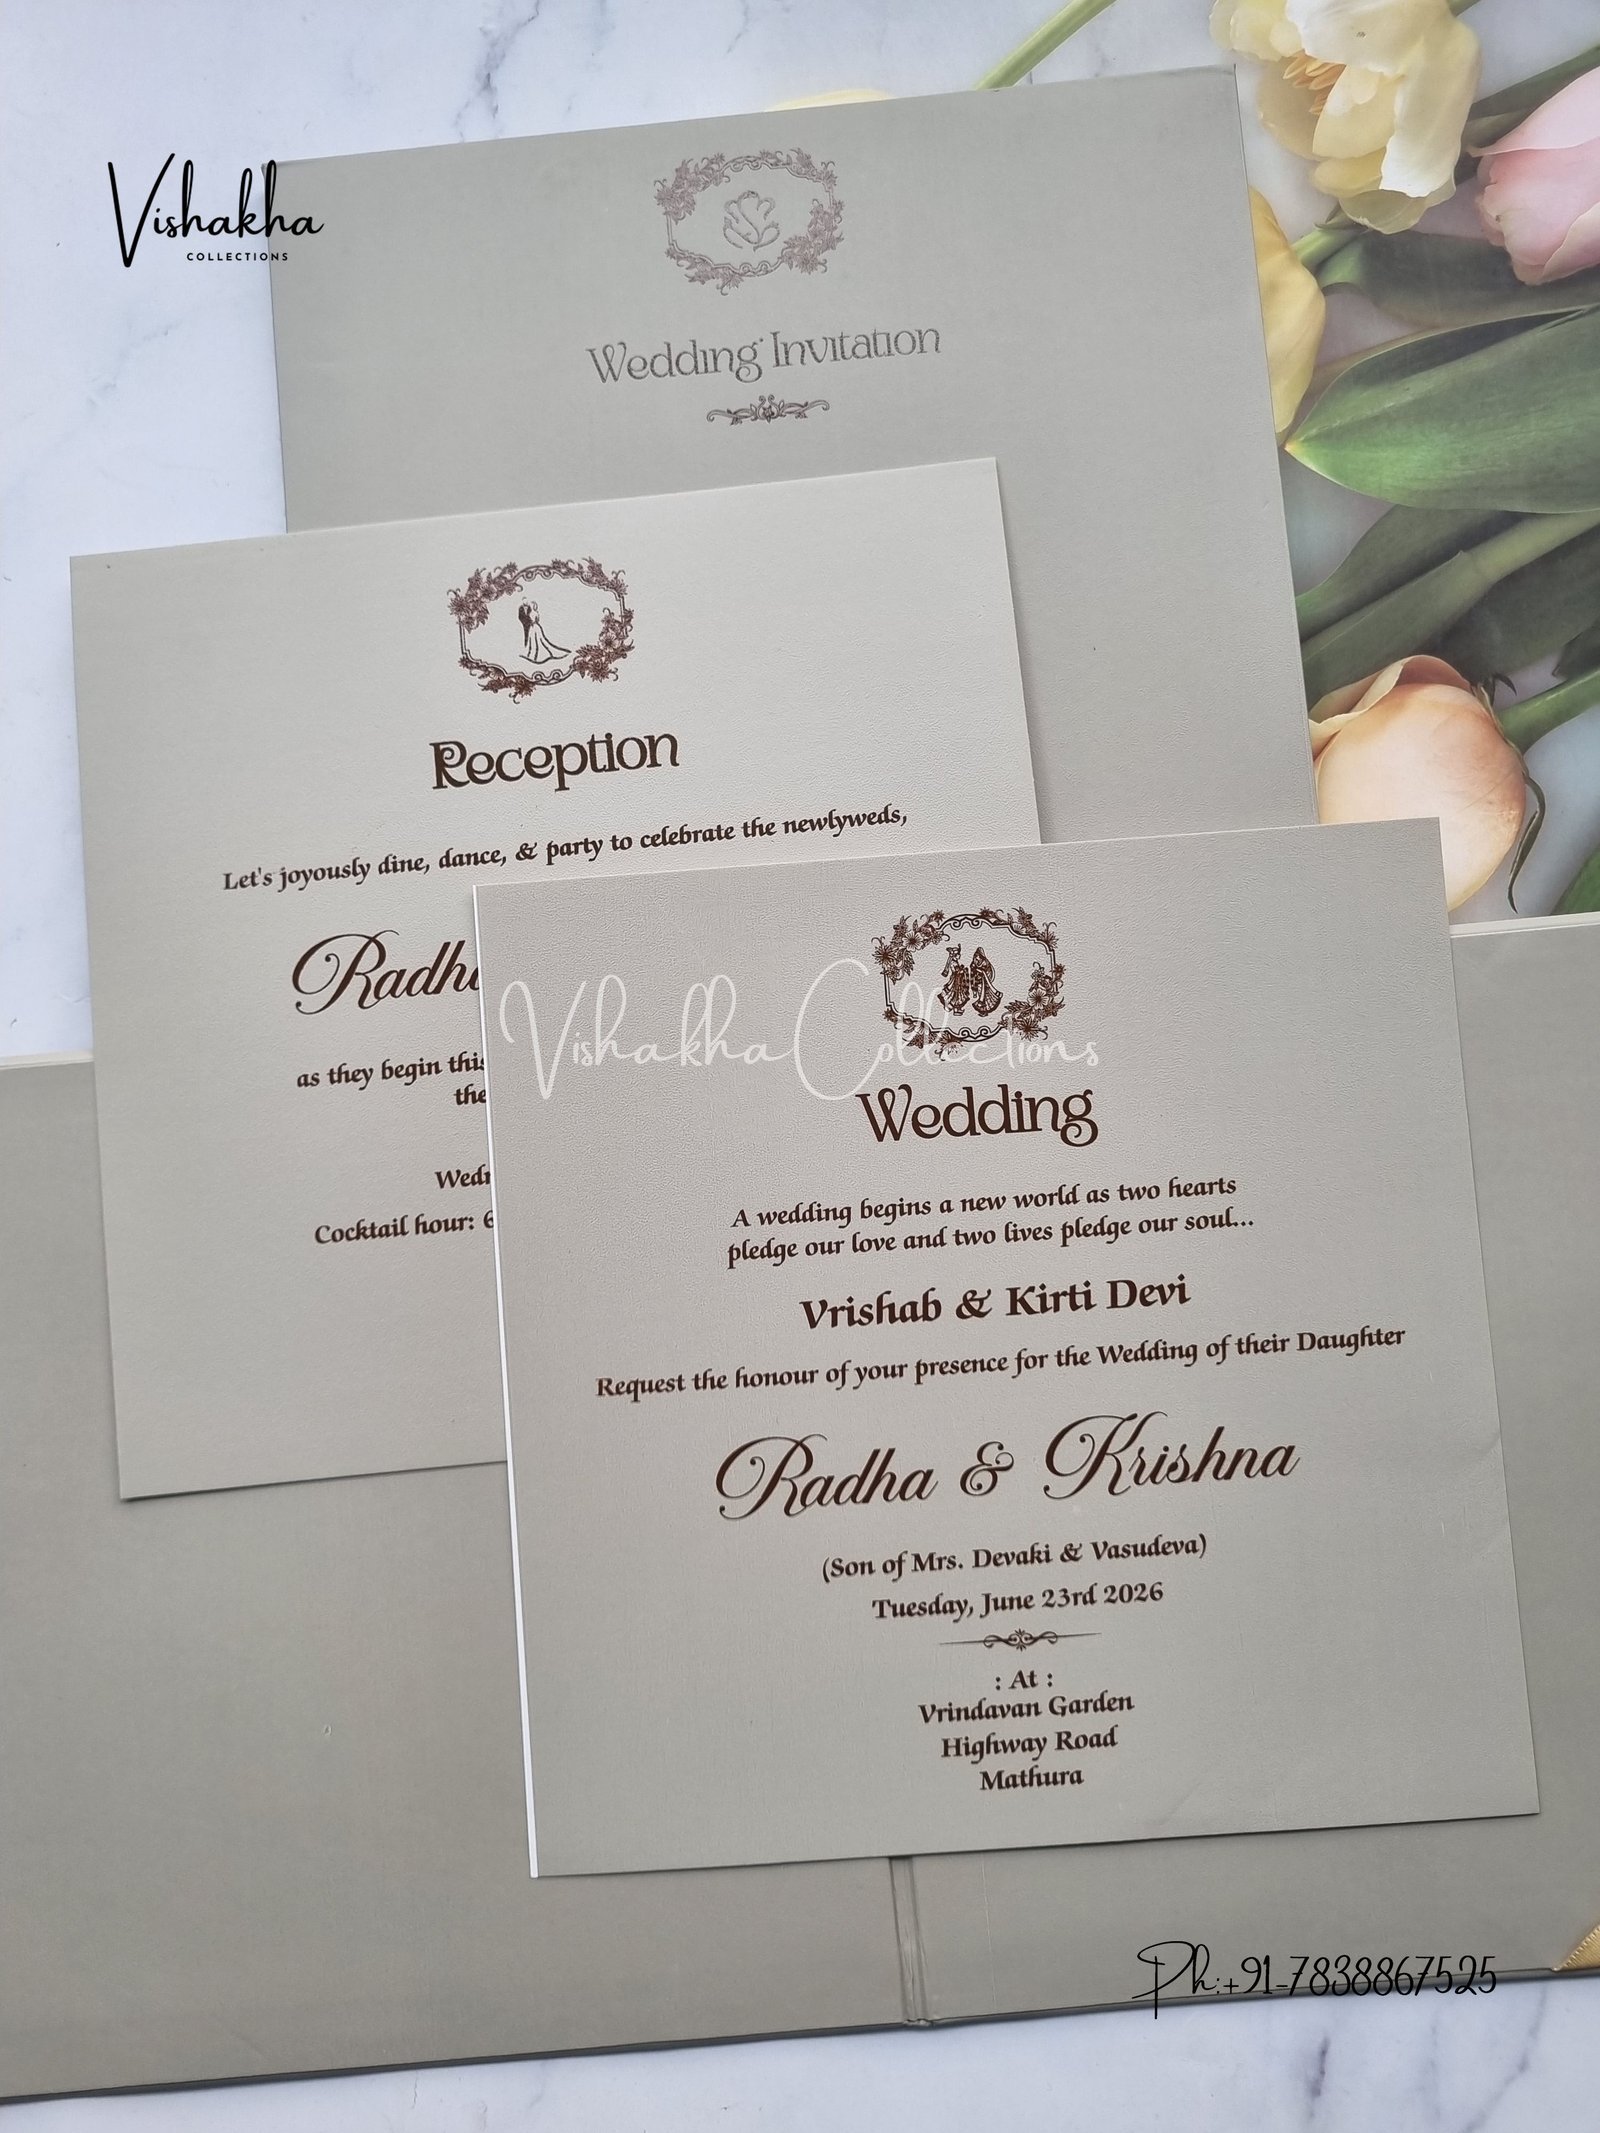 Vishakha
COLLECTIONS
Wedding Invitation
Reception
Let's joyously dine, dance, & party to celebrate the newlyweds,
as they begin this
Cocktail hour: 6
Vishakha Collections
Wedding
A wedding begins a new world as two hearts
pledge our love and two lives pledge our soul...
Vrishab & Kirti Devi
Request the honour of your presence for the Wedding of their Daughter
Radha & Krishna
(Son of Mrs. Devaki & Vasudeva)
Tuesday, June 23rd 2026
: At :
Vrindavan Garden
Highway Road
Mathura
Ph:+91-7838867525